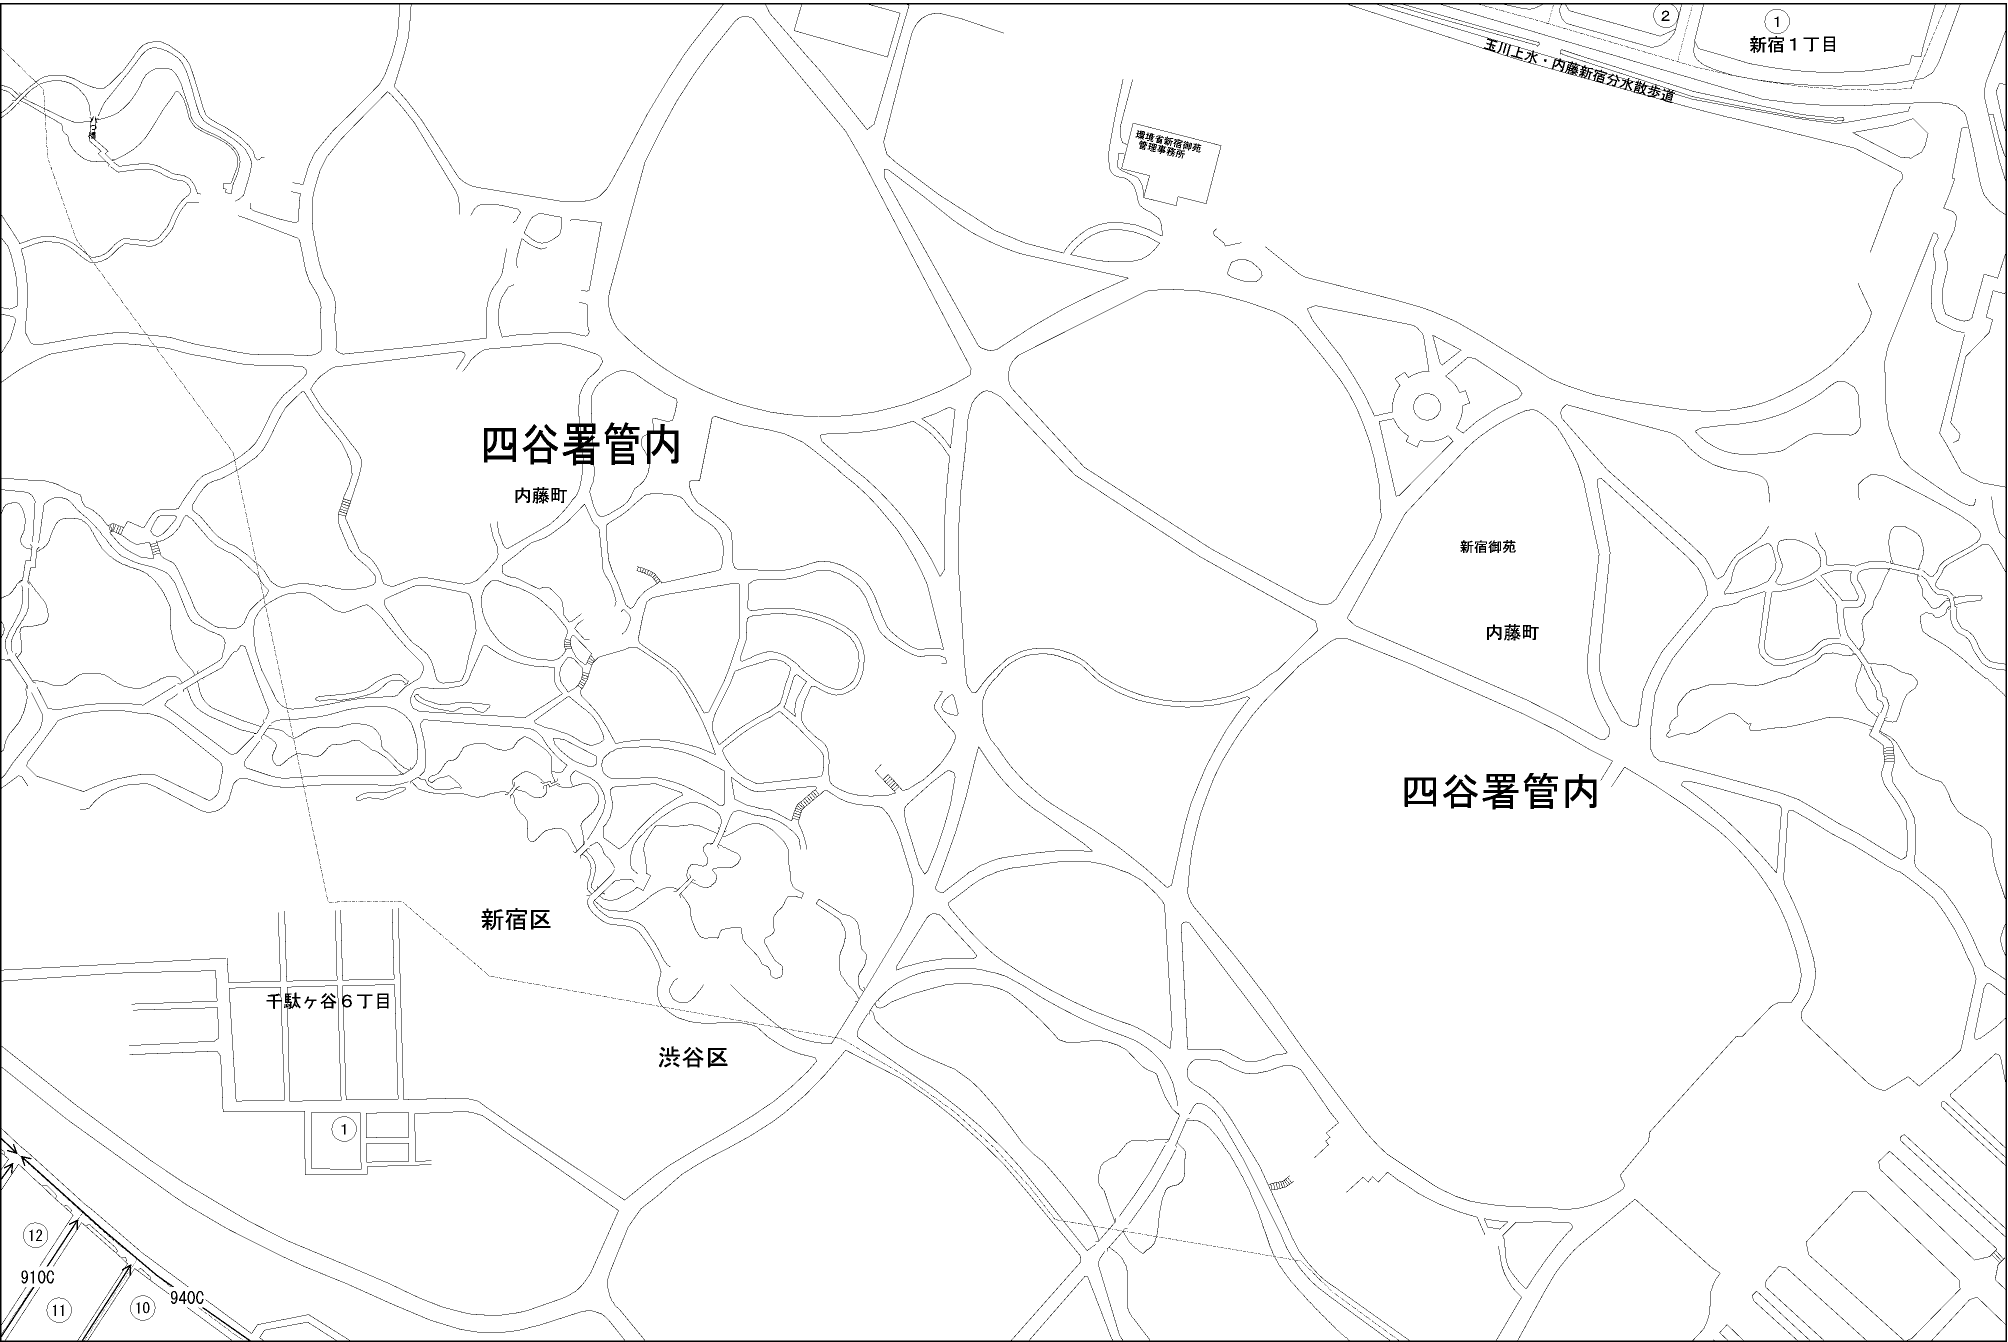 ②
①
新宿1丁目
玉川上水・内藤新宿分水散歩道
八つ橋
環境省新宿御苑
管理事務所
四谷署管内
内藤町
新宿御苑
内藤町
四谷署管内
新宿区
千駄ヶ谷6丁目
渋谷区
①
⑫
910C
940C
⑪
⑩